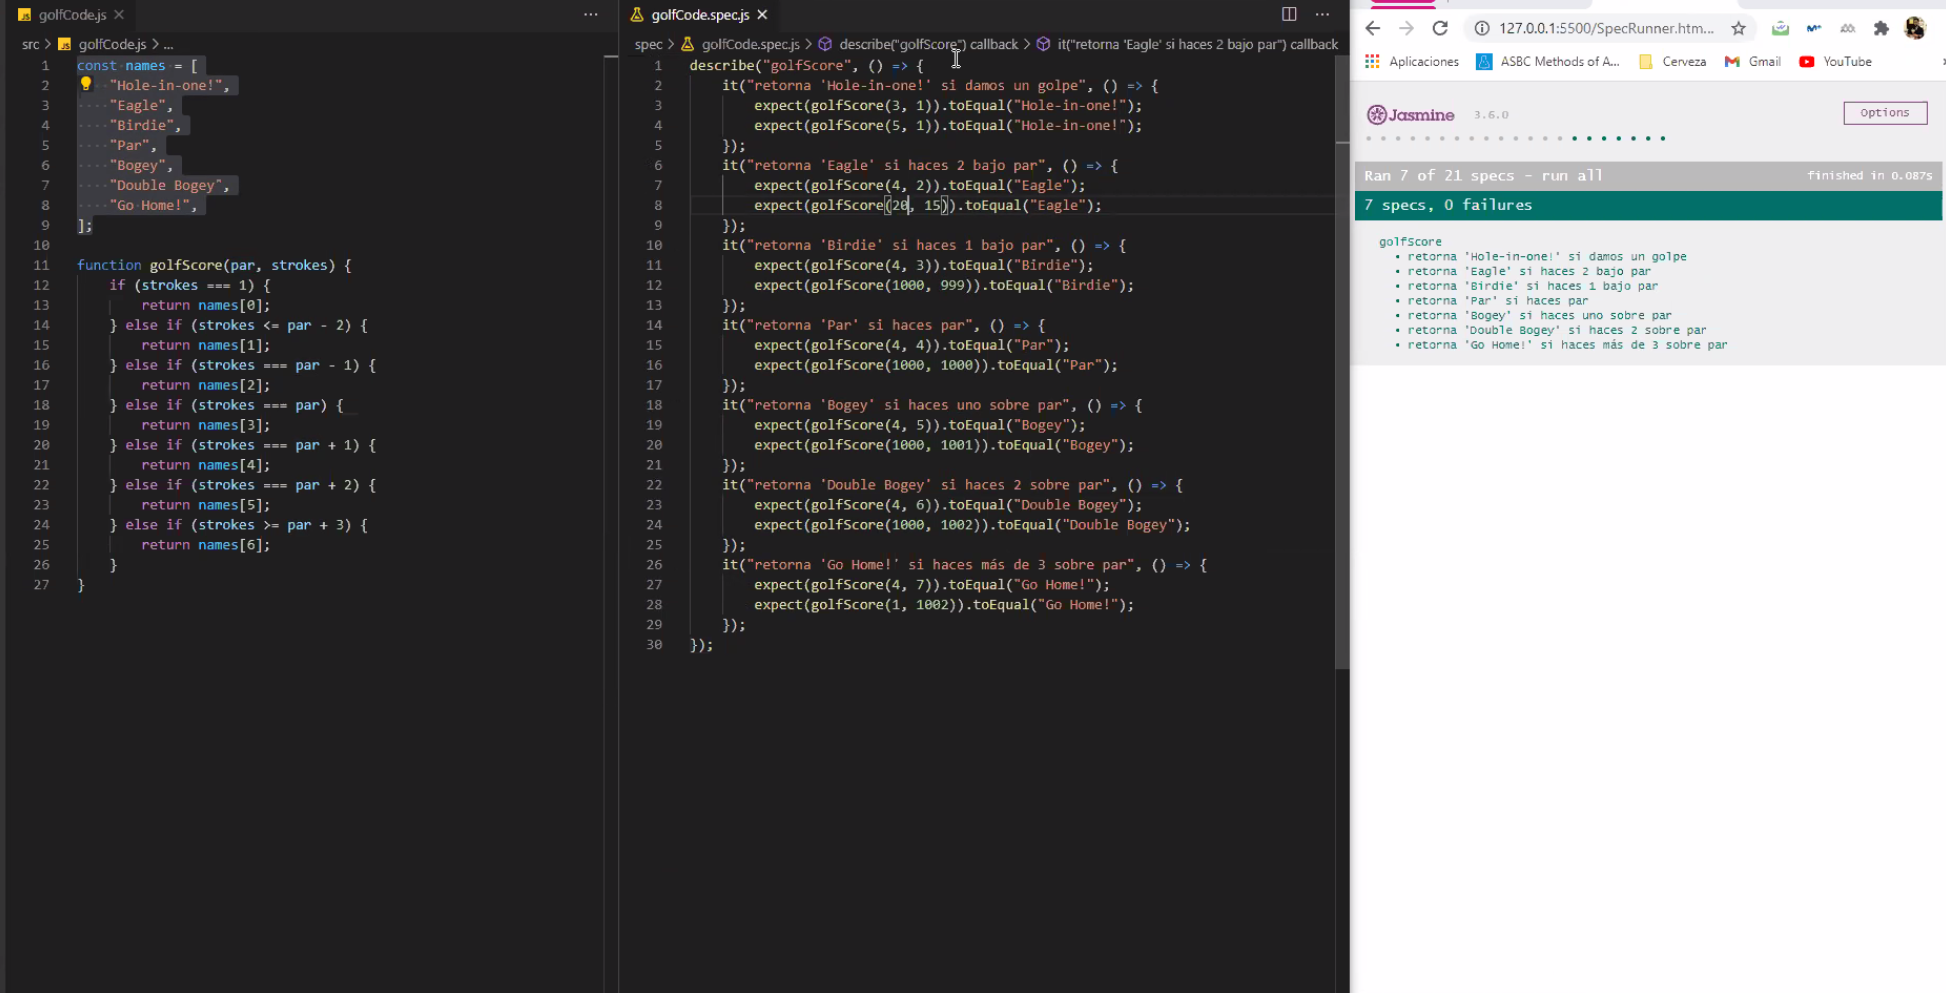 golfCode.js
src > golfCode.js > ...
1 const names = [
2 "Hole-in-one!",
3 "Eagle",
4 "Birdie",
5 "Par",
6 "Bogey",
7 "Double Bogey",
8 "Go Home!",
9 ];
10
11 function golfScore(par, strokes) {
12 if (strokes === 1) {
13 return names[0];
14 } else if (strokes <= par - 2) {
15 return names[1];
16 } else if (strokes === par - 1) {
17 return names[2];
18 } else if (strokes === par) {
19 return names[3];
20 } else if (strokes === par + 1) {
21 return names[4];
22 } else if (strokes === par + 2) {
23 return names[5];
24 } else if (strokes >= par + 3) {
25 return names[6];
26 }
27 }
golfCode.spec.js
spec > golfCode.spec.js > describe("golfScore") callback > it("retorna 'Eagle' si haces 2 bajo par") callback
1 describe("golfScore", () => {
2 it("retorna 'Hole-in-one!' si damos un golpe", () => {
3 expect(golfScore(3, 1)).toEqual("Hole-in-one!");
4 expect(golfScore(5, 1)).toEqual("Hole-in-one!");
5 });
6 it("retorna 'Eagle' si haces 2 bajo par", () => {
7 expect(golfScore(4, 2)).toEqual("Eagle");
8 expect(golfScore(20, 15)).toEqual("Eagle");
9 });
10 it("retorna 'Birdie' si haces 1 bajo par", () => {
11 expect(golfScore(4, 3)).toEqual("Birdie");
12 expect(golfScore(1000, 999)).toEqual("Birdie");
13 });
14 it("retorna 'Par' si haces par", () => {
15 expect(golfScore(4, 4)).toEqual("Par");
16 expect(golfScore(1000, 1000)).toEqual("Par");
17 });
18 it("retorna 'Bogey' si haces uno sobre par", () => {
19 expect(golfScore(4, 5)).toEqual("Bogey");
20 expect(golfScore(1000, 1001)).toEqual("Bogey");
21 });
22 it("retorna 'Double Bogey' si haces 2 sobre par", () => {
23 expect(golfScore(4, 6)).toEqual("Double Bogey");
24 expect(golfScore(1000, 1002)).toEqual("Double Bogey");
25 });
26 it("retorna 'Go Home!' si haces más de 3 sobre par", () => {
27 expect(golfScore(4, 7)).toEqual("Go Home!");
28 expect(golfScore(1, 1002)).toEqual("Go Home!");
29 });
30 });
127.0.0.1:5500/SpecRunner.htm...
Aplicaciones ASBC Methods of A... Cerveza Gmail YouTube
Jasmine 3.6.0 Options
Ran 7 of 21 specs - run all finished in 0.087s
7 specs, 0 failures
golfScore
• retorna 'Hole-in-one!' si damos un golpe
• retorna 'Eagle' si haces 2 bajo par
• retorna 'Birdie' si haces 1 bajo par
• retorna 'Par' si haces par
• retorna 'Bogey' si haces uno sobre par
• retorna 'Double Bogey' si haces 2 sobre par
• retorna 'Go Home!' si haces más de 3 sobre par